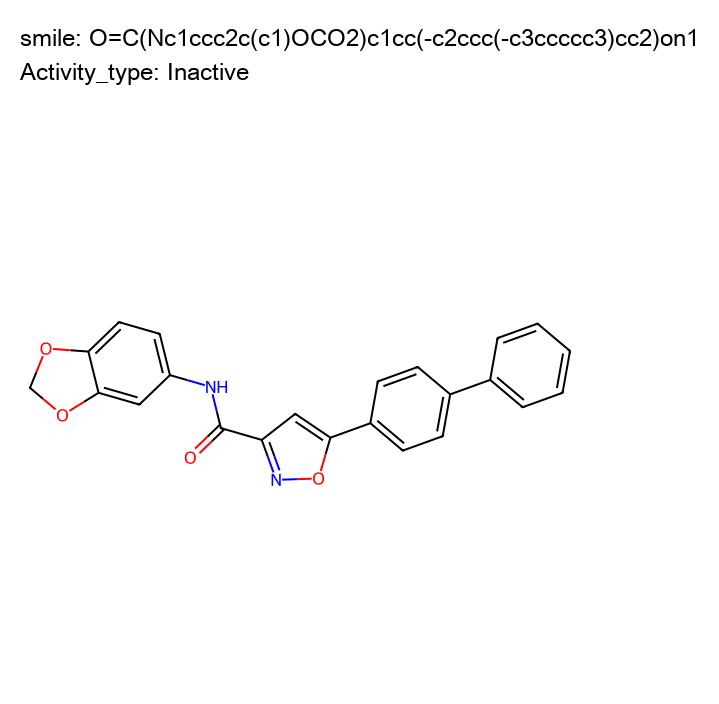 smile: O=C(Nc1ccc2c(c1)OCO2)c1cc(-c2ccc(-c3ccccc3)cc2)on1
Activity_type: Inactive
O
O
NH
O
N
O